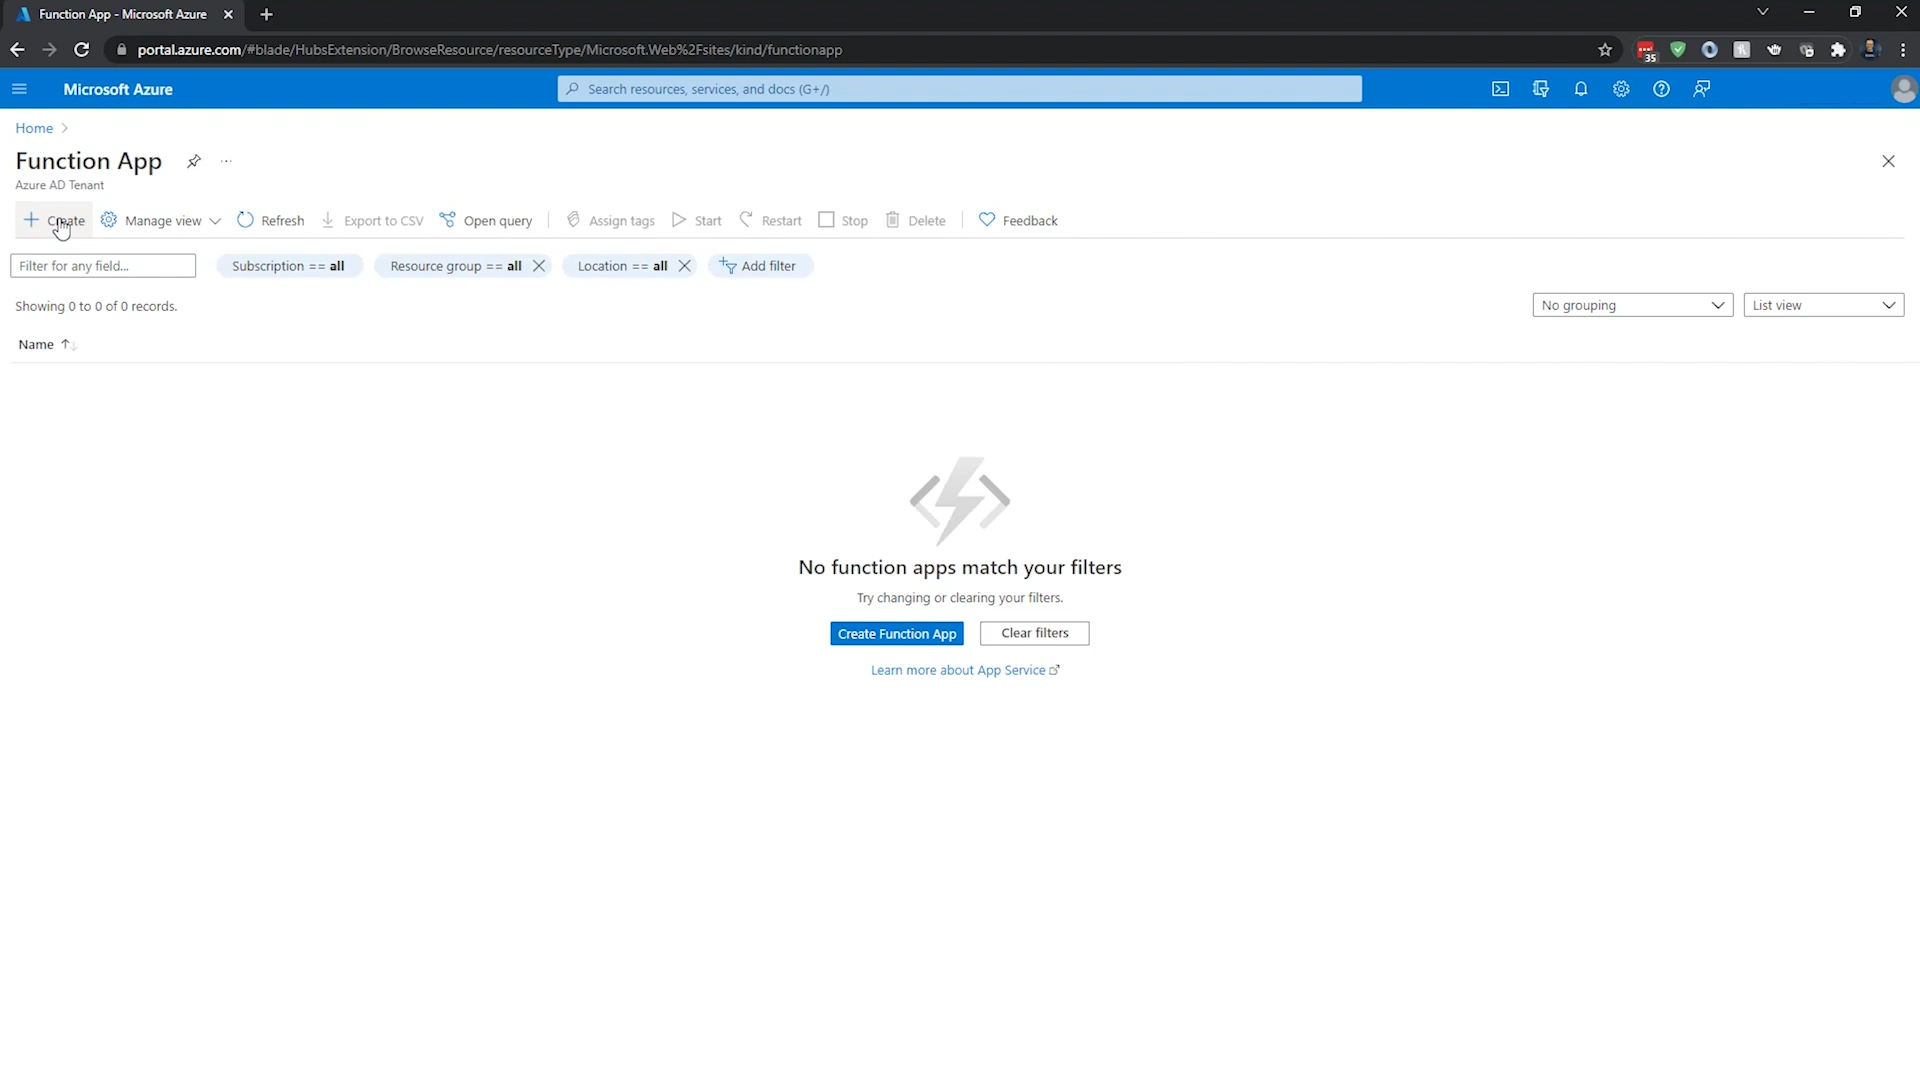 Function App - Microsoft Azure
portal.azure.com/#blade/HubsExtension/BrowseResource/resourceType/Microsoft.Web%2Fsites/kind/functionapp
35
Microsoft Azure
Search resources, services, and docs (G+/)
Home
Function App
...
Azure AD Tenant
Create
Manage view
Refresh
Export to CSV
Open query
Assign tags
Start
Restart
Stop
Delete
Feedback
Filter for any field...
Subscription == all
Resource group == all
Location == all
Add filter
Showing 0 to 0 of 0 records.
No grouping
List view
Name
No function apps match your filters
Try changing or clearing your filters.
Create Function App
Clear filters
Learn more about App Service